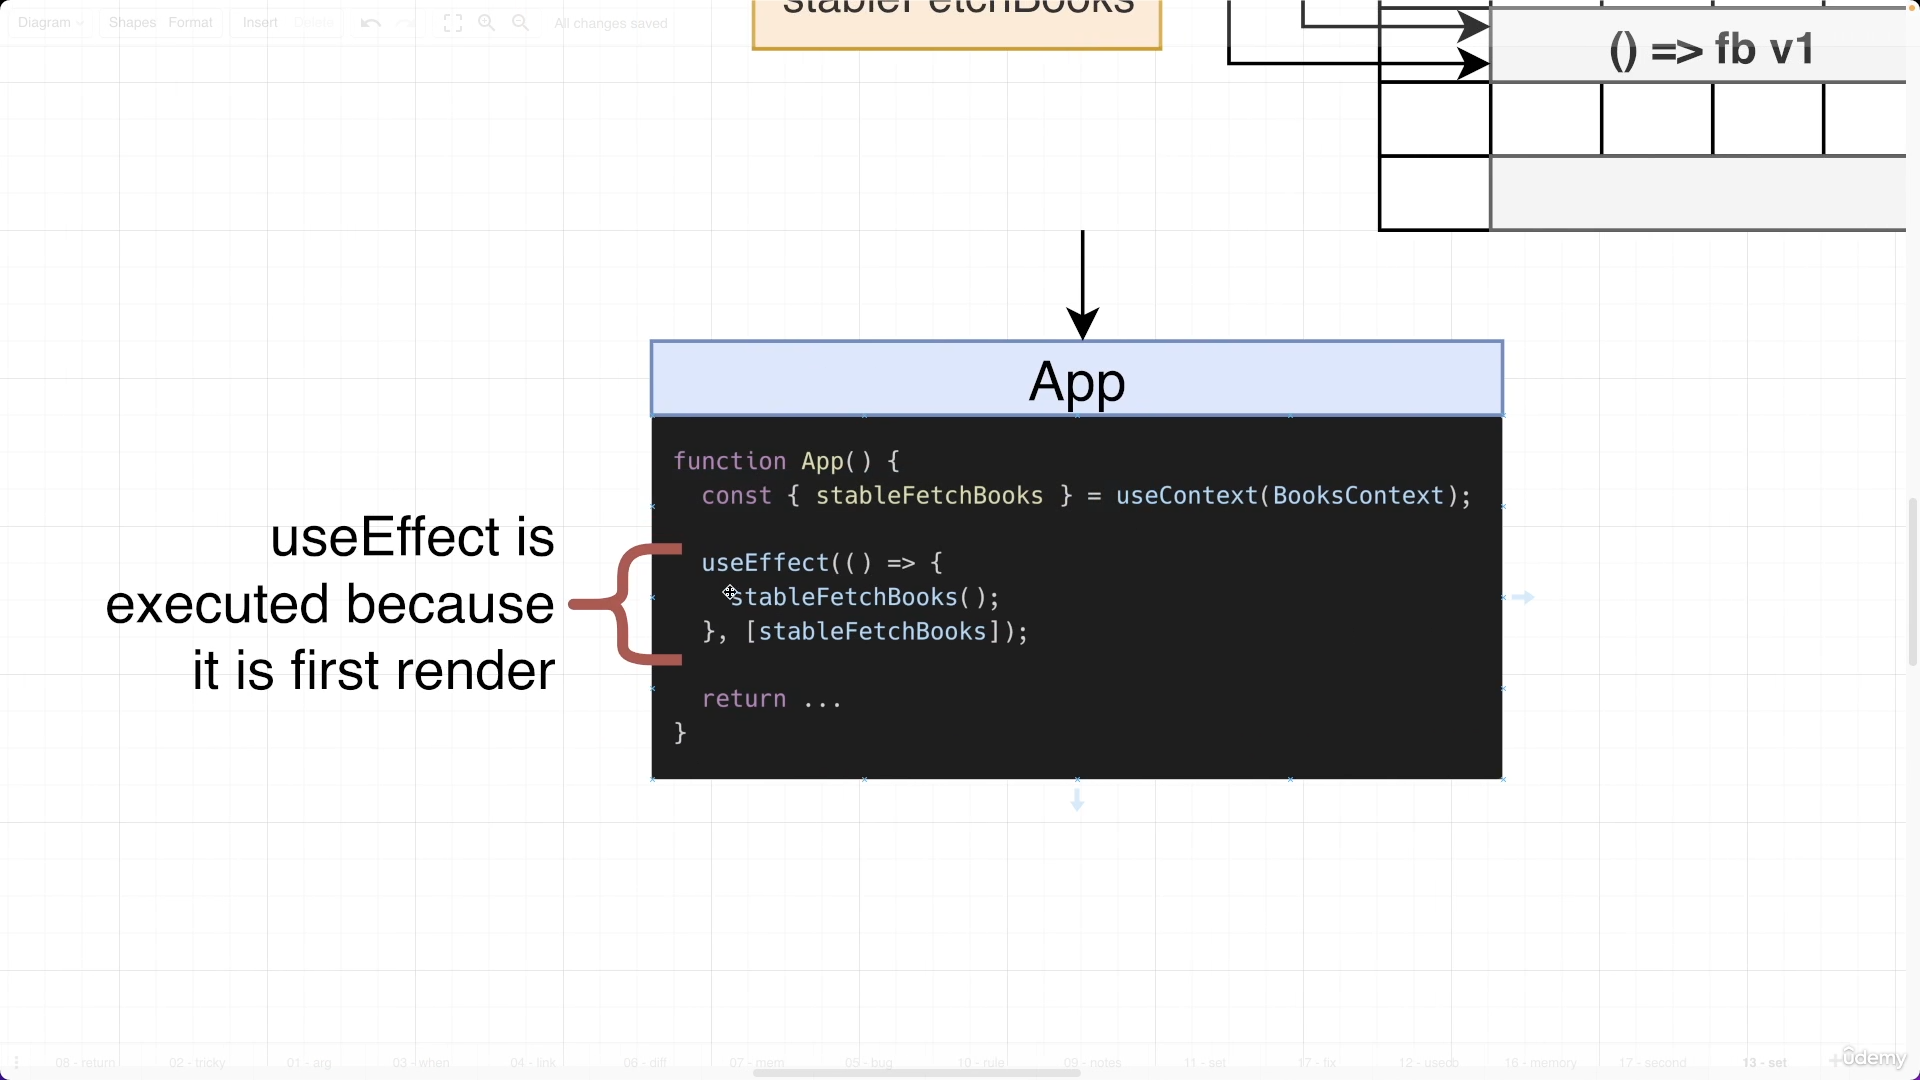 Diagram Shapes Format Insert Delete All changes saved
stableFetchBooks
() => fb v1
App
function App() {
const { stableFetchBooks } = useContext(BooksContext);
useEffect(() => {
stableFetchBooks();
}, [stableFetchBooks]);
return ...
}
useEffect is
executed because
it is first render
08 - return 02 - tricky 01 - arg 03 - when 04 - link 06 - diff 07 - mem 05 - bug 10 - rule 09 - notes 11 - set 17 - fix 12 - usecb 16 - memory 17 - second 13 - set
ûdemy